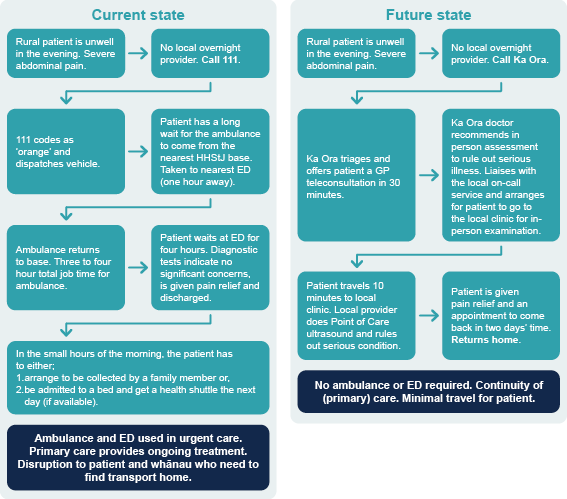 Current state
Rural patient is unwell
in the evening. Severe
abdominal pain.
No local overnight
provider. Call 111.
111 codes as
'orange' and
dispatches vehicle.
Patient has a long
wait for the ambulance
to come from the
nearest HHStJ base.
Taken to nearest ED
(one hour away).
Ambulance returns
to base. Three to four
hour total job time for
ambulance.
Patient waits at ED for
four hours. Diagnostic
tests indicate no
significant concerns,
is given pain relief and
discharged.
In the small hours of the morning, the patient has
to either;
1.arrange to be collected by a family member or,
2.be admitted to a bed and get a health shuttle the next
day (if available).
Ambulance and ED used in urgent care.
Primary care provides ongoing treatment.
Disruption to patient and whānau who need to
find transport home.
Future state
Rural patient is unwell
in the evening. Severe
abdominal pain.
No local overnight
provider. Call Ka Ora.
Ka Ora triages and
offers patient a GP
teleconsultation in 30
minutes.
Ka Ora doctor
recommends in
person assessment
to rule out serious
illness. Liaises with
the local on-call
service and arranges
for patient to go to
the local clinic for in-
person examination.
Patient travels 10
minutes to local
clinic. Local provider
does Point of Care
ultrasound and rules
out serious condition.
Patient is given
pain relief and an
appointment to come
back in two days' time.
Returns home.
No ambulance or ED required. Continuity of
(primary) care. Minimal travel for patient.